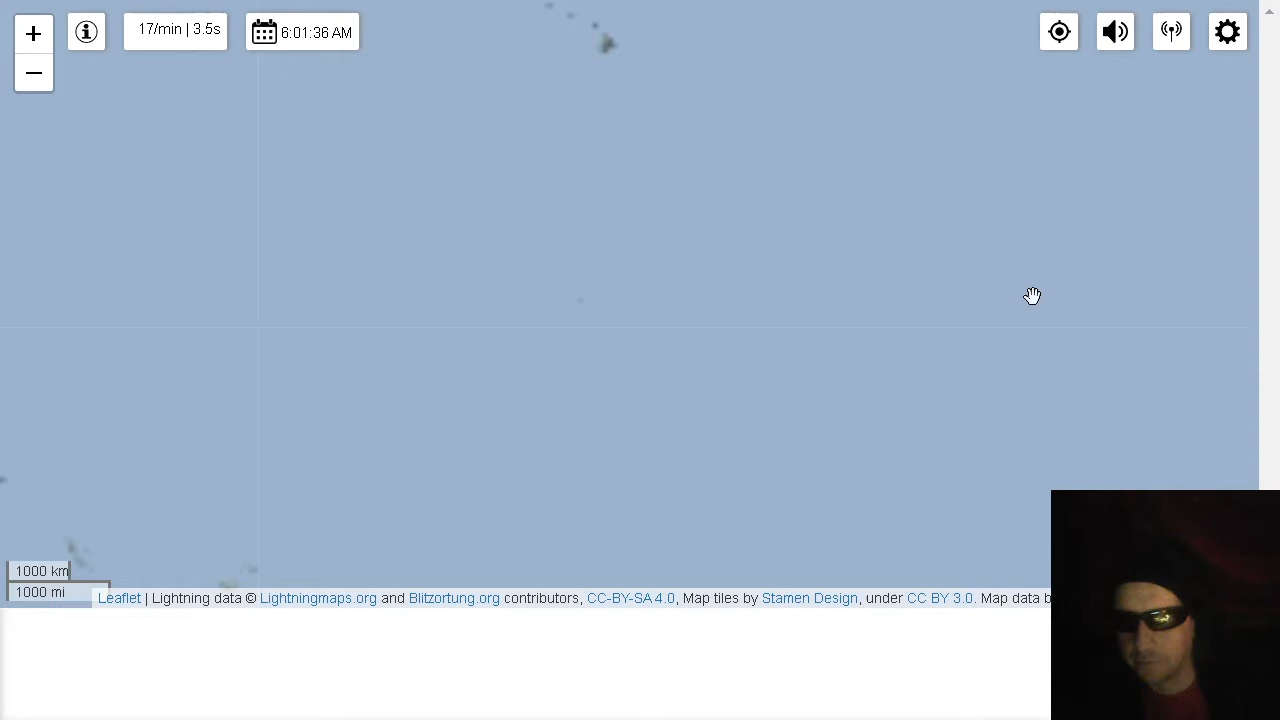 +
17/min | 3.5s
6:01:36 AM
−
1000 km
1000 mi
Leaflet | Lightning data © Lightningmaps.org and Blitzortung.org contributors, CC-BY-SA 4.0, Map tiles by Stamen Design, under CC BY 3.0. Map data b